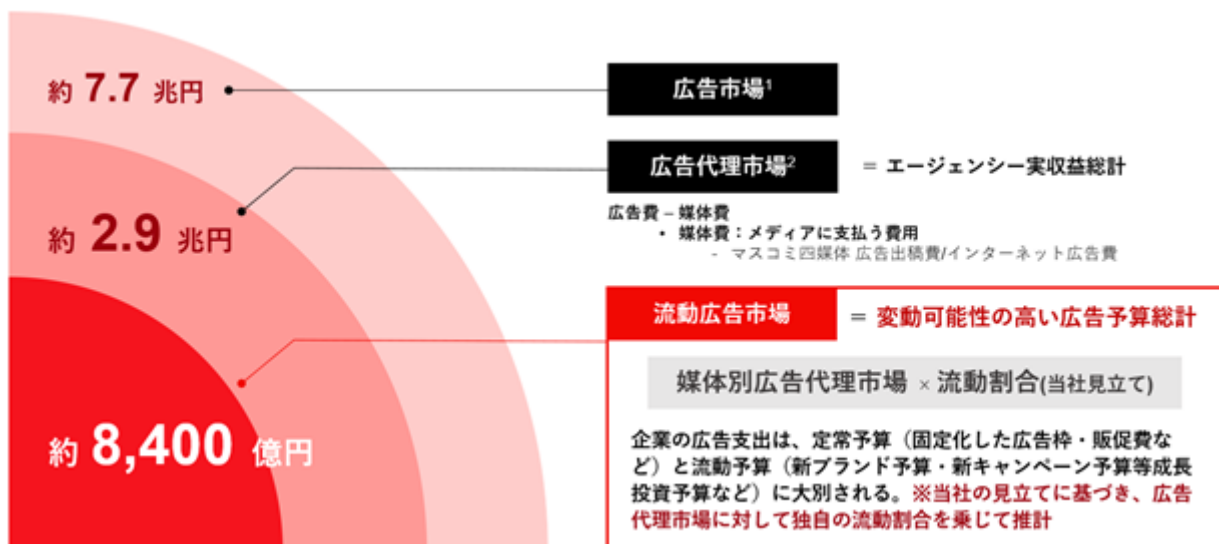 約 7.7 兆円
広告市場1
約 2.9 兆円
広告代理市場2
＝ エージェンシー実収益総計
広告費 – 媒体費
• 媒体費：メディアに支払う費用
- マスコミ四媒体 広告出稿費/インターネット広告費
約 8,400 億円
流動広告市場
＝ 変動可能性の高い広告予算総計
媒体別広告代理市場 × 流動割合(当社見立て)
企業の広告支出は、定常予算（固定化した広告枠・販促費な
ど）と流動予算（新ブランド予算・新キャンペーン予算等成長
投資予算など）に大別される。※当社の見立てに基づき、広告
代理市場に対して独自の流動割合を乗じて推計